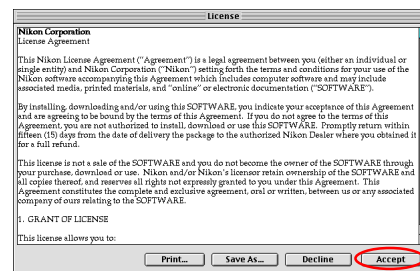 License
Nikon Corporation
License Agreement
This Nikon License Agreement ("Agreement") is a legal agreement between you (either an individual or
single entity) and Nikon Corporation ("Nikon") setting forth the terms and conditions for your use of the
Nikon software accompanying this Agreement which includes computer software and may include
associated media, printed materials, and "online" or electronic documentation ("SOFTWARE").
By installing, downloading and/or using this SOFTWARE, you indicate your acceptance of this Agreement
and are agreeing to be bound by the terms of this Agreement. If you do not agree to the terms of this
Agreement, you are not authorized to install, download or use this SOFTWARE. Promptly return within
fifteen (15) days from the date of delivery the package to the authorized Nikon Dealer where you obtained it
for a full refund.
This license is not a sale of the SOFTWARE and you do not become the owner of the SOFTWARE through
your purchase, download or use. Nikon and/or Nikon's licensor retain ownership of the SOFTWARE and
all copies thereof, and reserves all rights not expressly granted to you under this Agreement. This
Agreement constitutes the complete and exclusive agreement, oral or written, between us or any associated
company of ours relating to the SOFTWARE.
1. GRANT OF LICENSE
This license allows you to:
Print... Save As... Decline Accept